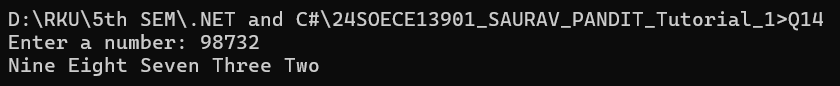 D:\RKU\5th SEM\.NET and C#\24SOECE13901_SAURAV_PANDIT_Tutorial_1>Q14
Enter a number: 98732
Nine Eight Seven Three Two